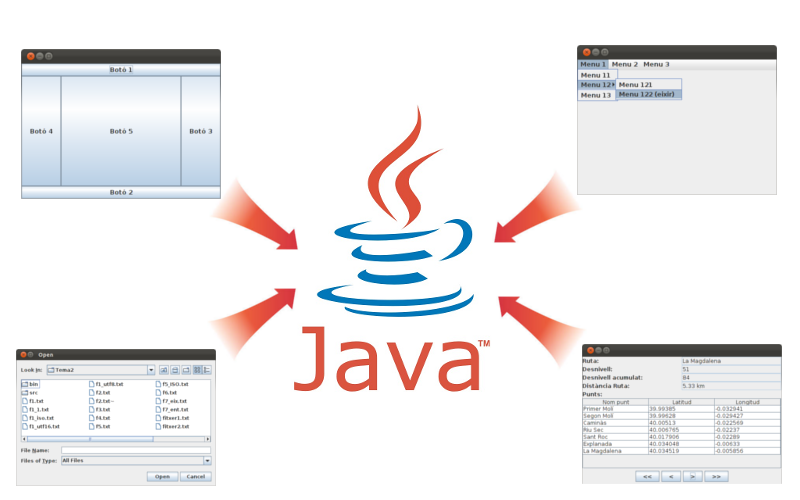 Botó 1
Botó 4
Botó 5
Botó 3
Botó 2
Menu 1 Menu 2 Menu 3
Menu 11
Menu 12 Menu 121
Menu 13 Menu 122 (eixir)
Java™
Open
Look In: Tema2
bin f1_utf8.txt f5_ISO.txt
src f2.txt f6.txt
f1.txt f2.txt~ f7_eix.txt
f1_1.txt f3.txt f7_ent.txt
f1_iso.txt f4.txt fitxer1.txt
f1_utf16.txt f5.txt fitxer2.txt
File Name:
Files of Type: All Files
Open Cancel
Ruta: La Magdalena
Desnivell: 51
Desnivell acumulat: 84
Distància Ruta: 5.33 km
Punts:
Nom punt Latitud Longitud
Primer Molí 39.99385 -0.032941
Segon Molí 39.99628 -0.029427
Caminàs 40.00513 -0.022569
Riu Sec 40.006765 -0.02237
Sant Roc 40.017906 -0.02289
Explanada 40.034048 -0.00633
La Magdalena 40.034519 -0.005856
<< < > >>